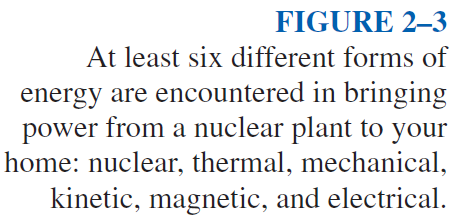 FIGURE 2–3
At least six different forms of
energy are encountered in bringing
power from a nuclear plant to your
home: nuclear, thermal, mechanical,
kinetic, magnetic, and electrical.